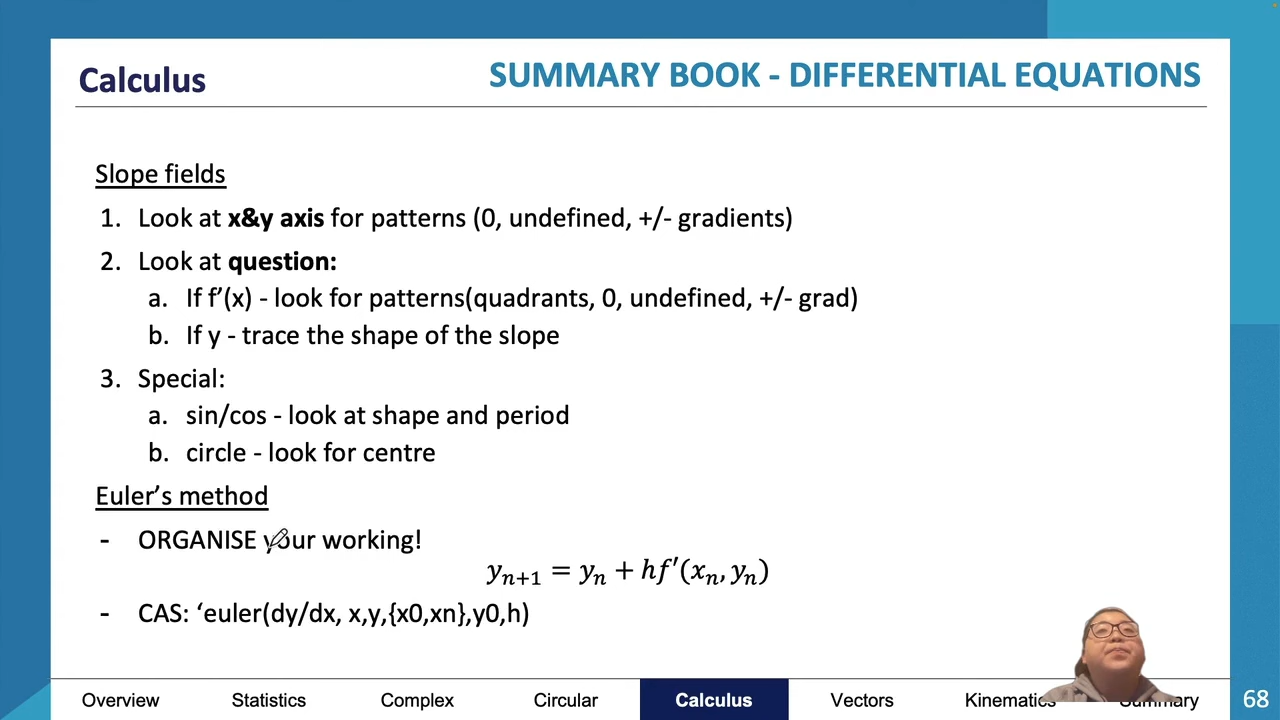 Calculus
SUMMARY BOOK - DIFFERENTIAL EQUATIONS
Slope fields
1. Look at x&y axis for patterns (0, undefined, +/- gradients)
2. Look at question:
a. If f'(x) - look for patterns(quadrants, 0, undefined, +/- grad)
b. If y - trace the shape of the slope
3. Special:
a. sin/cos - look at shape and period
b. circle - look for centre
Euler's method
- ORGANISE your working!
yₙ₊₁ = yₙ + hf′(xₙ, yₙ)
- CAS: ‘euler(dy/dx, x,y,{x0,xn},y0,h)
Overview Statistics Complex Circular Calculus Vectors Kinematics Summary 68